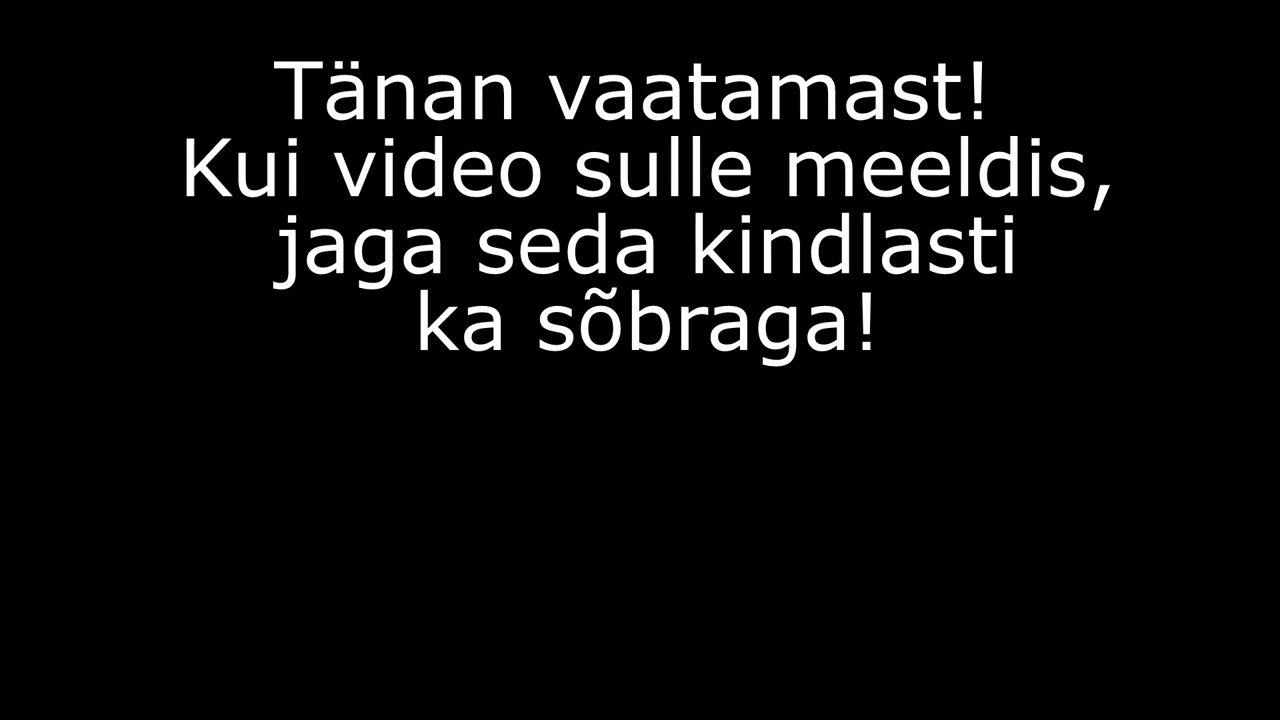 Tänan vaatamast!
Kui video sulle meeldis,
jaga seda kindlasti
ka sõbraga!